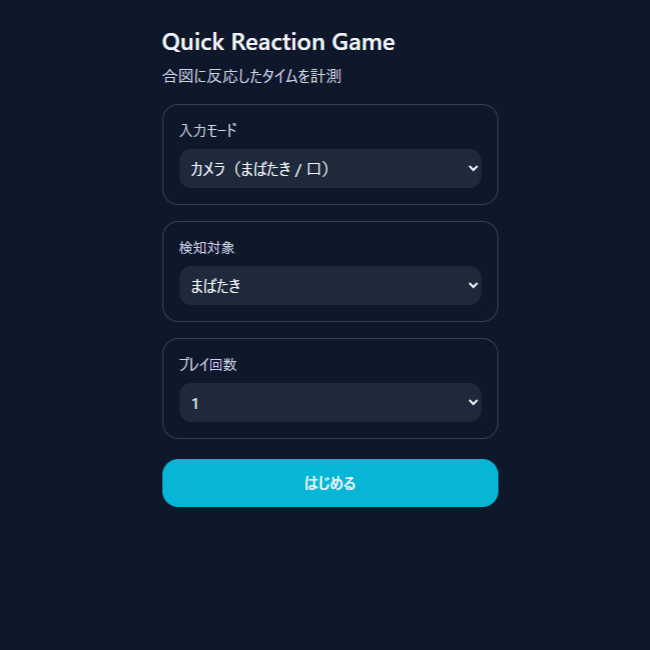 Quick Reaction Game
合図に反応したタイムを計測
入力モード
カメラ（まばたき / 口）
検知対象
まばたき
プレイ回数
1
はじめる